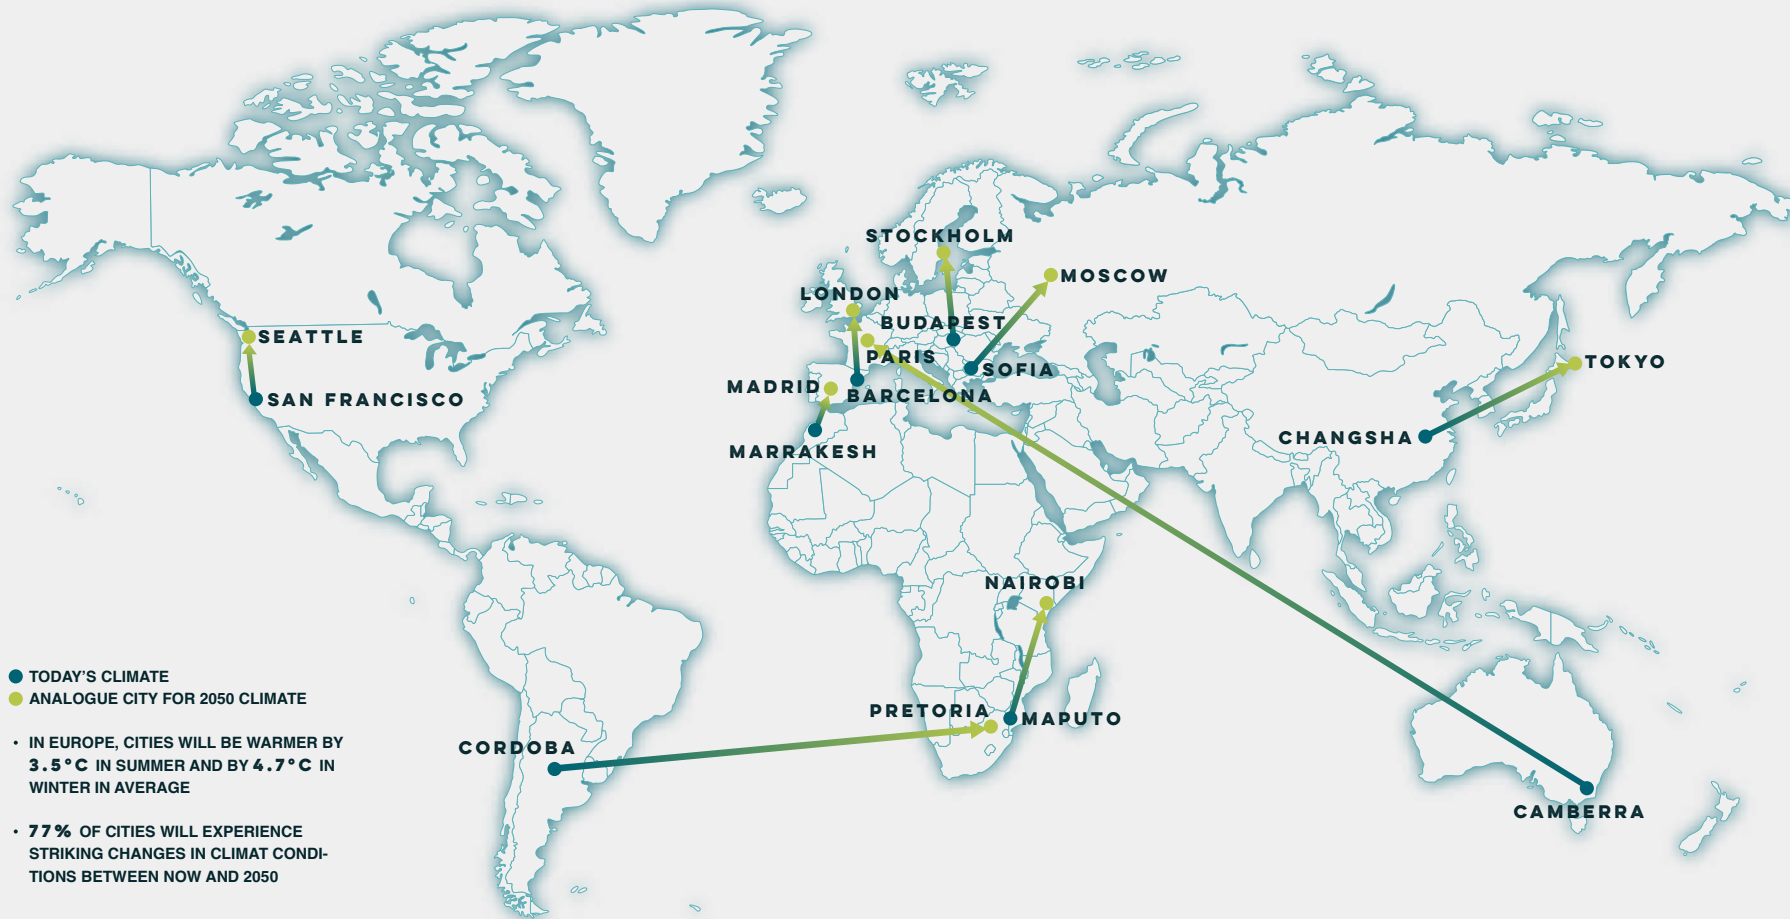 STOCKHOLM
MOSCOW
LONDON
BUDAPEST
SEATTLE
PARIS
TOKYO
SOFIA
MADRID
BARCELONA
SAN FRANCISCO
CHANGSHA
MARRAKESH
NAIROBI
PRETORIA
MAPUTO
CORDOBA
CAMBERRA
TODAY'S CLIMATE
ANALOGUE CITY FOR 2050 CLIMATE
• IN EUROPE, CITIES WILL BE WARMER BY
3.5°C IN SUMMER AND BY 4.7°C IN
WINTER IN AVERAGE
• 77% OF CITIES WILL EXPERIENCE
STRIKING CHANGES IN CLIMAT CONDI-
TIONS BETWEEN NOW AND 2050